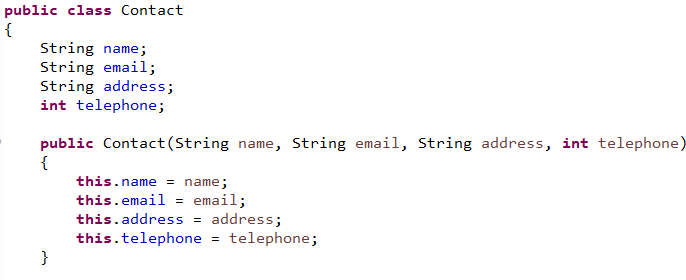 public class Contact
{
    String name;
    String email;
    String address;
    int telephone;

    public Contact(String name, String email, String address, int telephone)
    {
        this.name = name;
        this.email = email;
        this.address = address;
        this.telephone = telephone;
    }